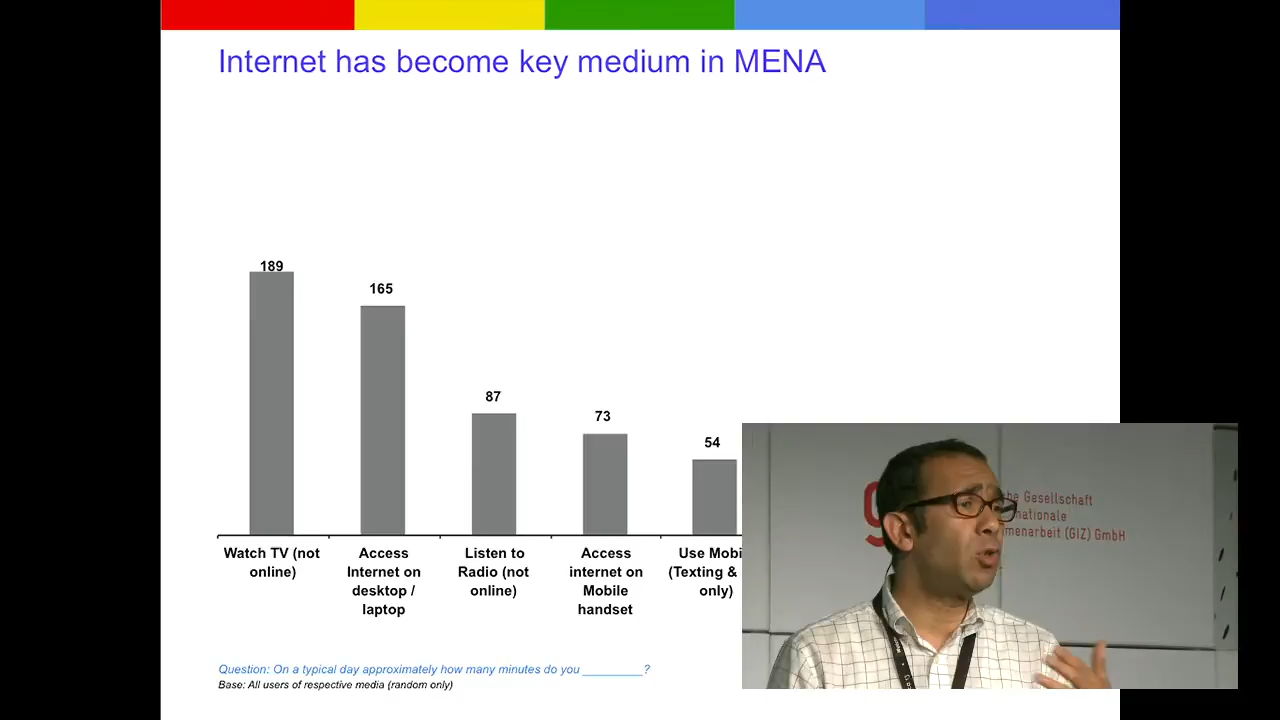 Internet has become key medium in MENA
189
165
87
73
54
Watch TV (not
online)
Access
Internet on
desktop /
laptop
Listen to
Radio (not
online)
Access
internet on
Mobile
handset
Use Mobi
(Texting &
only)
Question: On a typical day approximately how many minutes do you _________?
Base: All users of respective media (random only)
g
he Gesellschaft
nationale
menarbeit (GIZ) GmbH